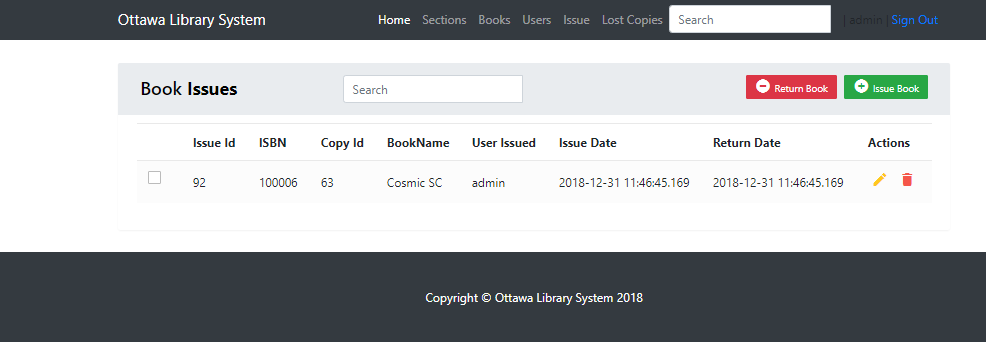 Ottawa Library System Home Sections Books Users Issue Lost Copies Search | admin | Sign Out
Book Issues Search Return Book Issue Book
Issue Id ISBN Copy Id BookName User Issued Issue Date Return Date Actions
92 100006 63 Cosmic SC admin 2018-12-31 11:46:45.169 2018-12-31 11:46:45.169
Copyright © Ottawa Library System 2018